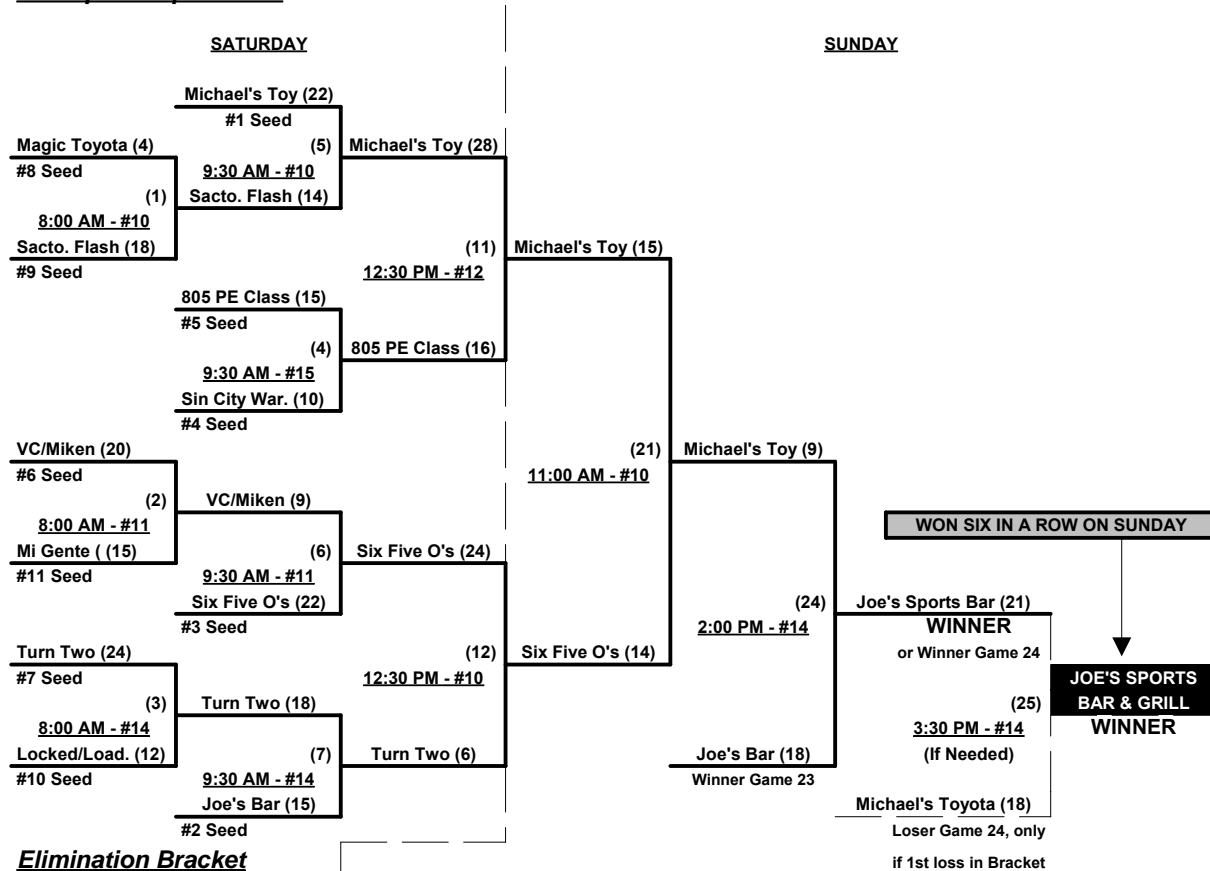 SATURDAY
SUNDAY
Michael's Toy (22)
#1 Seed
Magic Toyota (4)
(5)
Michael's Toy (28)
#8 Seed
9:30 AM - #10
(1)
Sacto. Flash (14)
8:00 AM - #10
Sacto. Flash (18)
(11)
Michael's Toy (15)
#9 Seed
12:30 PM - #12
805 PE Class (15)
#5 Seed
(4)
805 PE Class (16)
9:30 AM - #15
Sin City War. (10)
#4 Seed
VC/Miken (20)
(21)
Michael's Toy (9)
#6 Seed
11:00 AM - #10
(2)
VC/Miken (9)
8:00 AM - #11
WON SIX IN A ROW ON SUNDAY
Mi Gente ( (15)
(6)
Six Five O's (24)
#11 Seed
9:30 AM - #11
Six Five O's (22)
(24)
Joe's Sports Bar (21)
#3 Seed
2:00 PM - #14
WINNER
Turn Two (24)
(12)
Six Five O's (14)
or Winner Game 24
#7 Seed
12:30 PM - #10
JOE'S SPORTS
(3)
Turn Two (18)
(25)
BAR & GRILL
8:00 AM - #14
3:30 PM - #14
WINNER
Locked/Load. (12)
(7)
Turn Two (6)
Joe's Bar (18)
(If Needed)
#10 Seed
9:30 AM - #14
Winner Game 23
Joe's Bar (15)
Michael's Toyota (18)
#2 Seed
Loser Game 24, only
Elimination Bracket
if 1st loss in Bracket